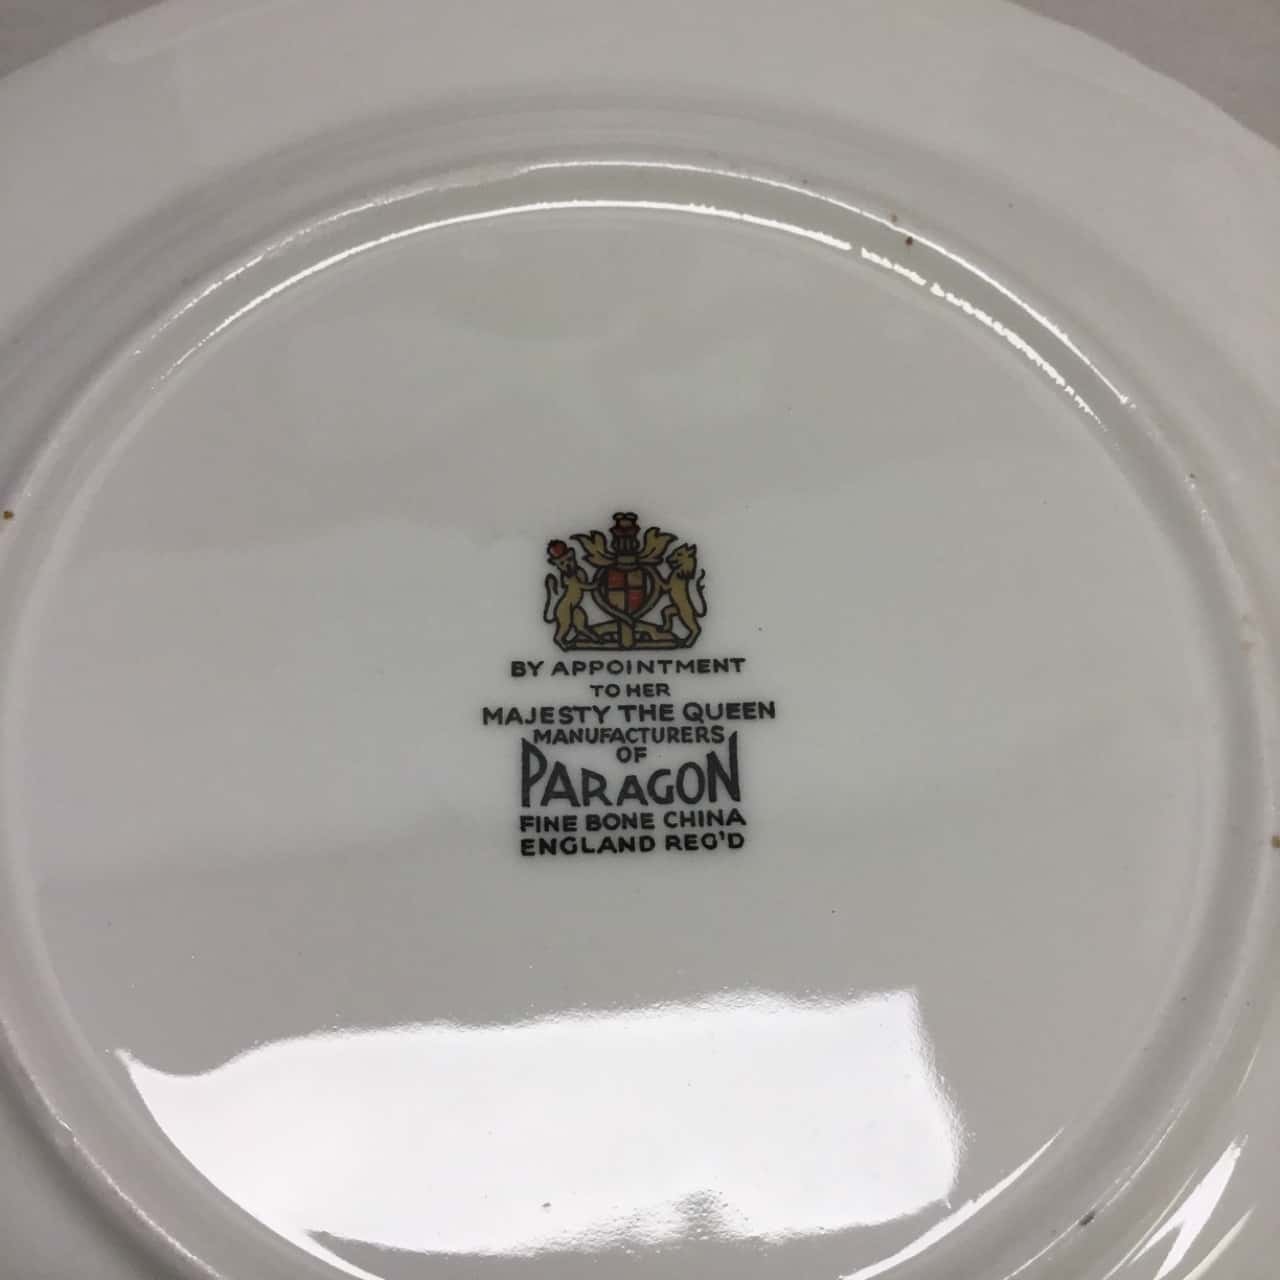 BY APPOINTMENT
TO HER
MAJESTY THE QUEEN
MANUFACTURERS
OF
PARAGON
FINE BONE CHINA
ENGLAND REG'D